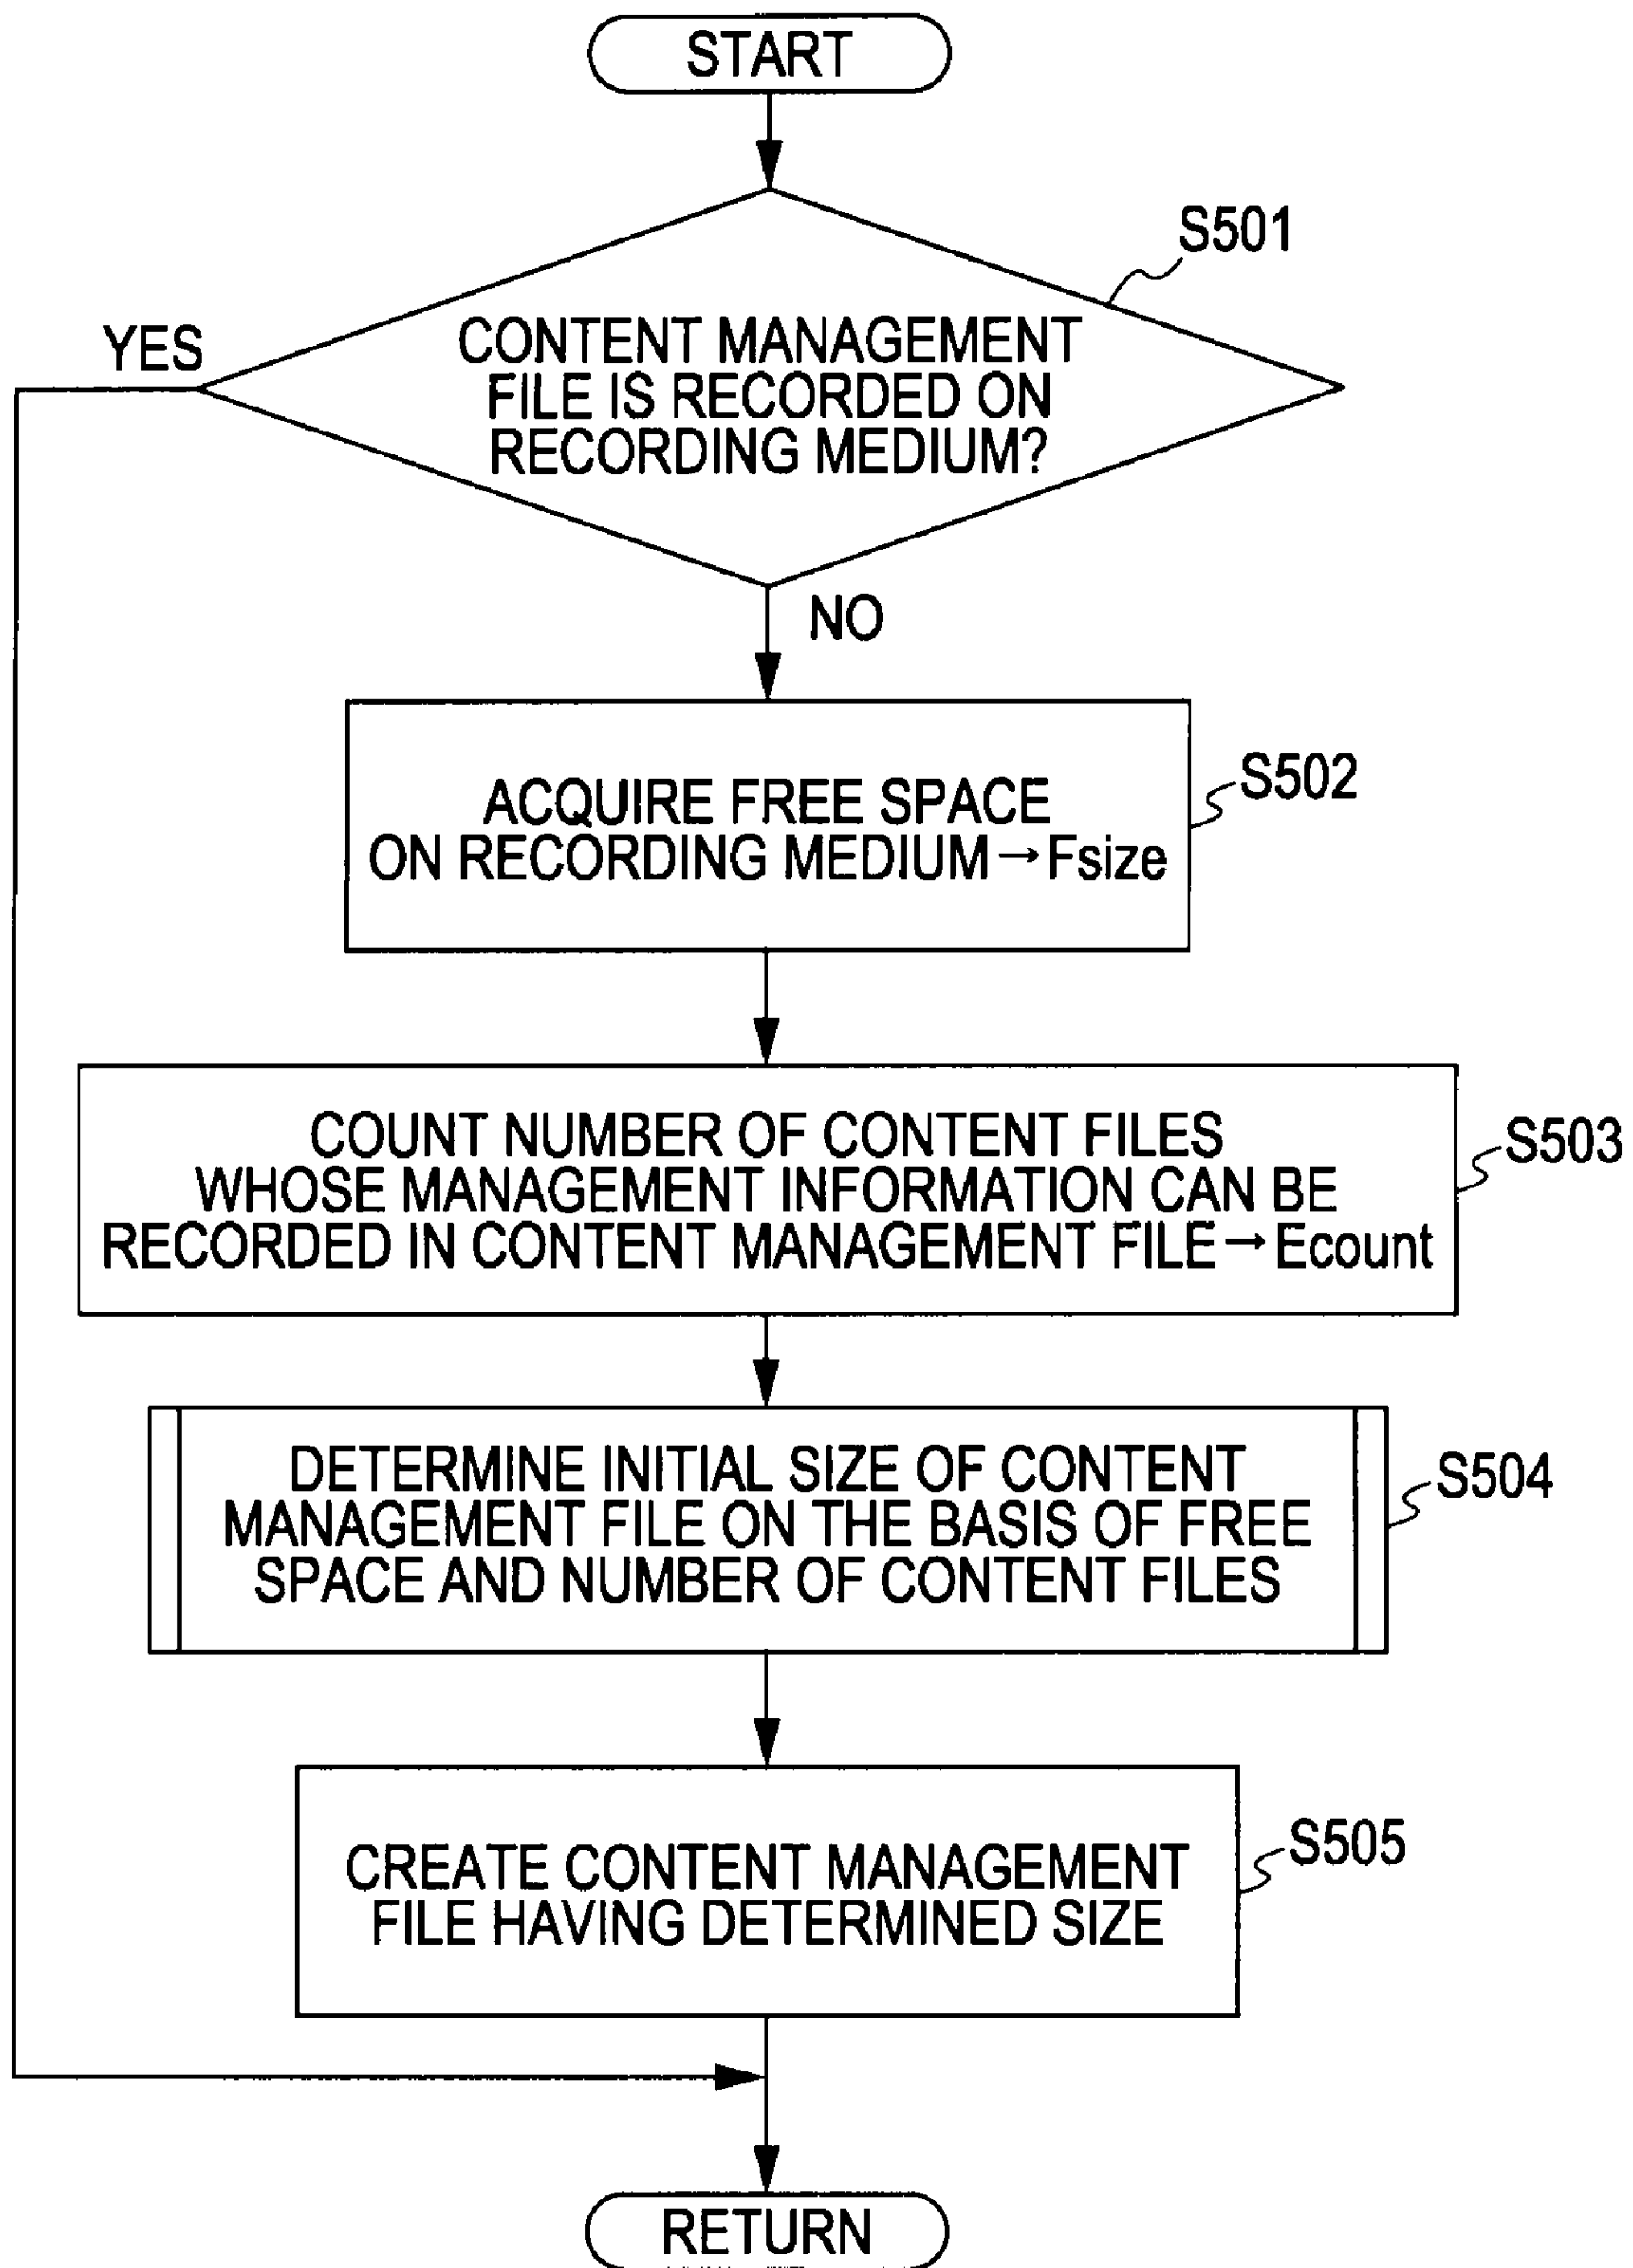 START
S501
YES
CONTENT MANAGEMENT
FILE IS RECORDED ON
RECORDING MEDIUM?
NO
S502
ACQUIRE FREE SPACE
ON RECORDING MEDIUM→Fsize
S503
COUNT NUMBER OF CONTENT FILES
WHOSE MANAGEMENT INFORMATION CAN BE
RECORDED IN CONTENT MANAGEMENT FILE→Ecount
S504
DETERMINE INITIAL SIZE OF CONTENT
MANAGEMENT FILE ON THE BASIS OF FREE
SPACE AND NUMBER OF CONTENT FILES
S505
CREATE CONTENT MANAGEMENT
FILE HAVING DETERMINED SIZE
RETURN